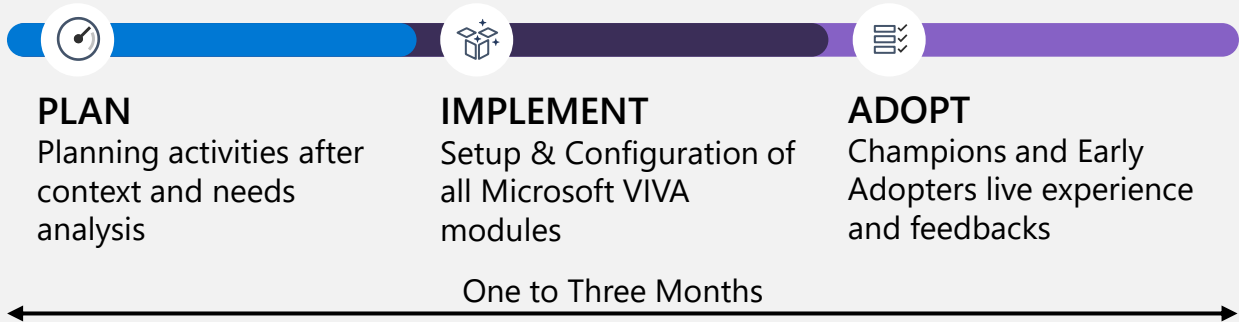 PLAN
Planning activities after
context and needs
analysis
IMPLEMENT
Setup & Configuration of
all Microsoft VIVA
modules
ADOPT
Champions and Early
Adopters live experience
and feedbacks
One to Three Months